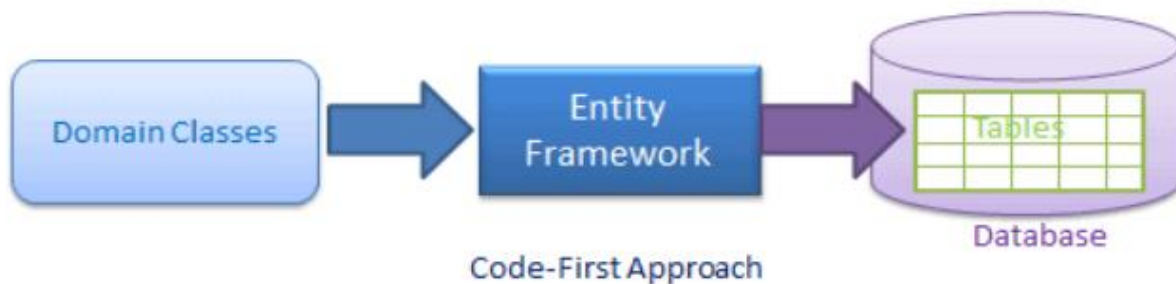 Domain Classes
Entity
Framework
Tables
Database
Code-First Approach